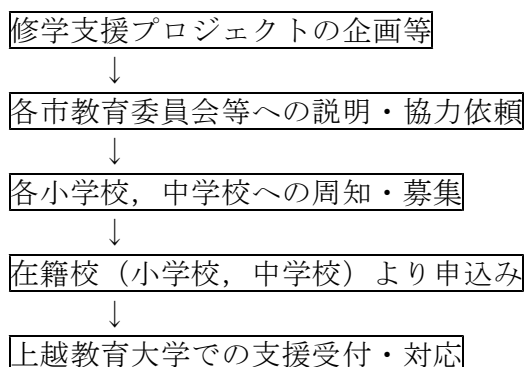 修学支援プロジェクトの企画等
↓
各市教育委員会等への説明・協力依頼
↓
各小学校，中学校への周知・募集
↓
在籍校（小学校，中学校）より申込み
↓
上越教育大学での支援受付・対応